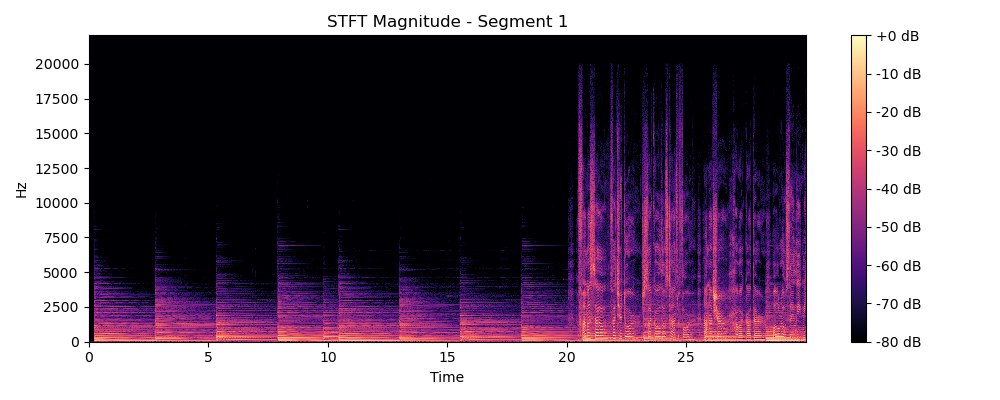 STFT Magnitude - Segment 1
Hz
20000
17500
15000
12500
10000
7500
5000
2500
0
0 5 10 15 20 25
Time
+0 dB
-10 dB
-20 dB
-30 dB
-40 dB
-50 dB
-60 dB
-70 dB
-80 dB